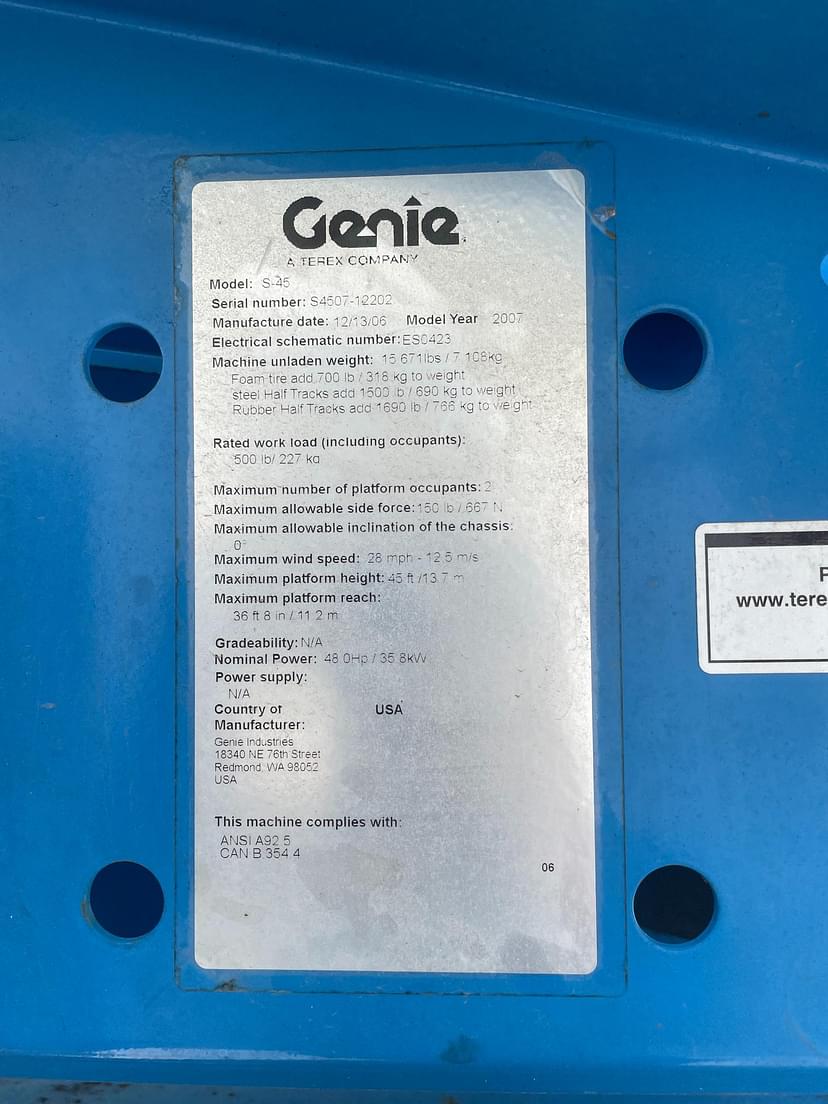 Genie
A TEREX COMPANY
Model: S-45
Serial number: S4507-12202
Manufacture date: 12/13/06 Model Year 2007
Electrical schematic number: ES0423
Machine unladen weight: 15 671lbs / 7 108kg
Foam tire add 700 lb / 318 kg to weight
steel Half Tracks add 1500 lb / 690 kg to weight
Rubber Half Tracks add 1690 lb / 766 kg to weight
Rated work load (including occupants):
500 lb/ 227 kg
Maximum number of platform occupants: 2
Maximum allowable side force: 150 lb / 667 N
Maximum allowable inclination of the chassis:
0°
Maximum wind speed: 28 mph - 12.5 m/s
Maximum platform height: 45 ft /13.7 m
Maximum platform reach:
36 ft 8 in / 11.2 m
Gradeability: N/A
Nominal Power: 48.0Hp / 35.8kW
Power supply:
N/A
Country of USA
Manufacturer:
Genie Industries
18340 NE 76th Street
Redmond, WA 98052
USA
This machine complies with:
ANSI A92.5
CAN B 354.4
06
www.tere